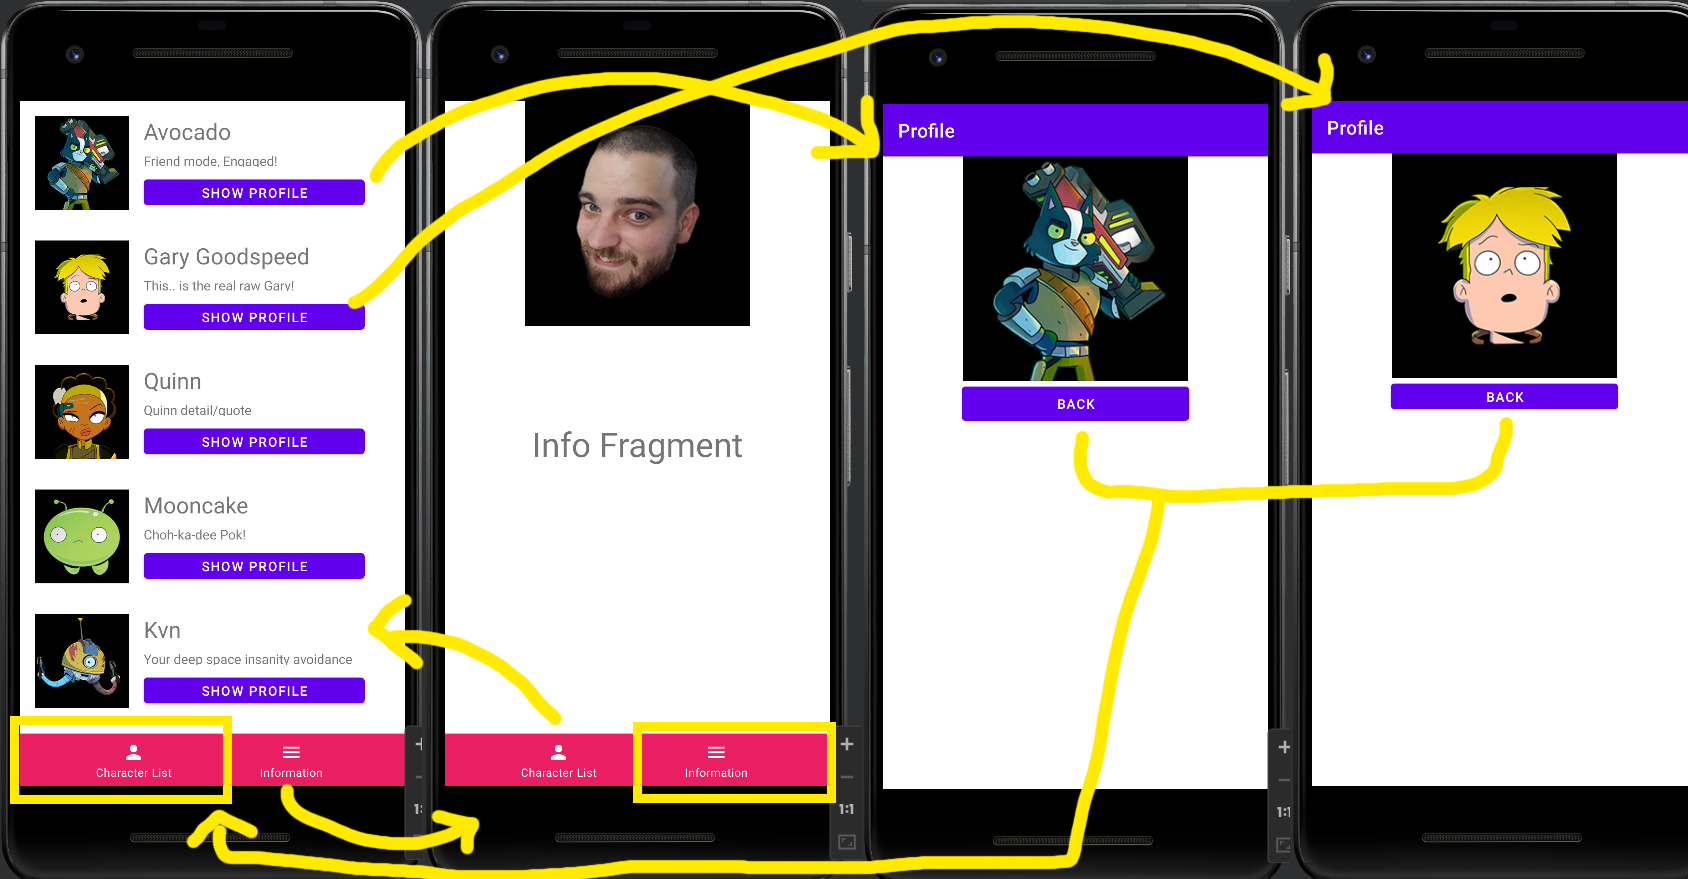 Avocado
Friend mode, Engaged!
SHOW PROFILE
Gary Goodspeed
This.. is the real raw Gary!
SHOW PROFILE
Quinn
Quinn detail/quote
SHOW PROFILE
Mooncake
Choh-ka-dee Pok!
SHOW PROFILE
Kvn
Your deep space insanity avoidance
SHOW PROFILE
Character List
Information
Info Fragment
Character List
Information
1:1
Profile
BACK
1:1
Profile
BACK